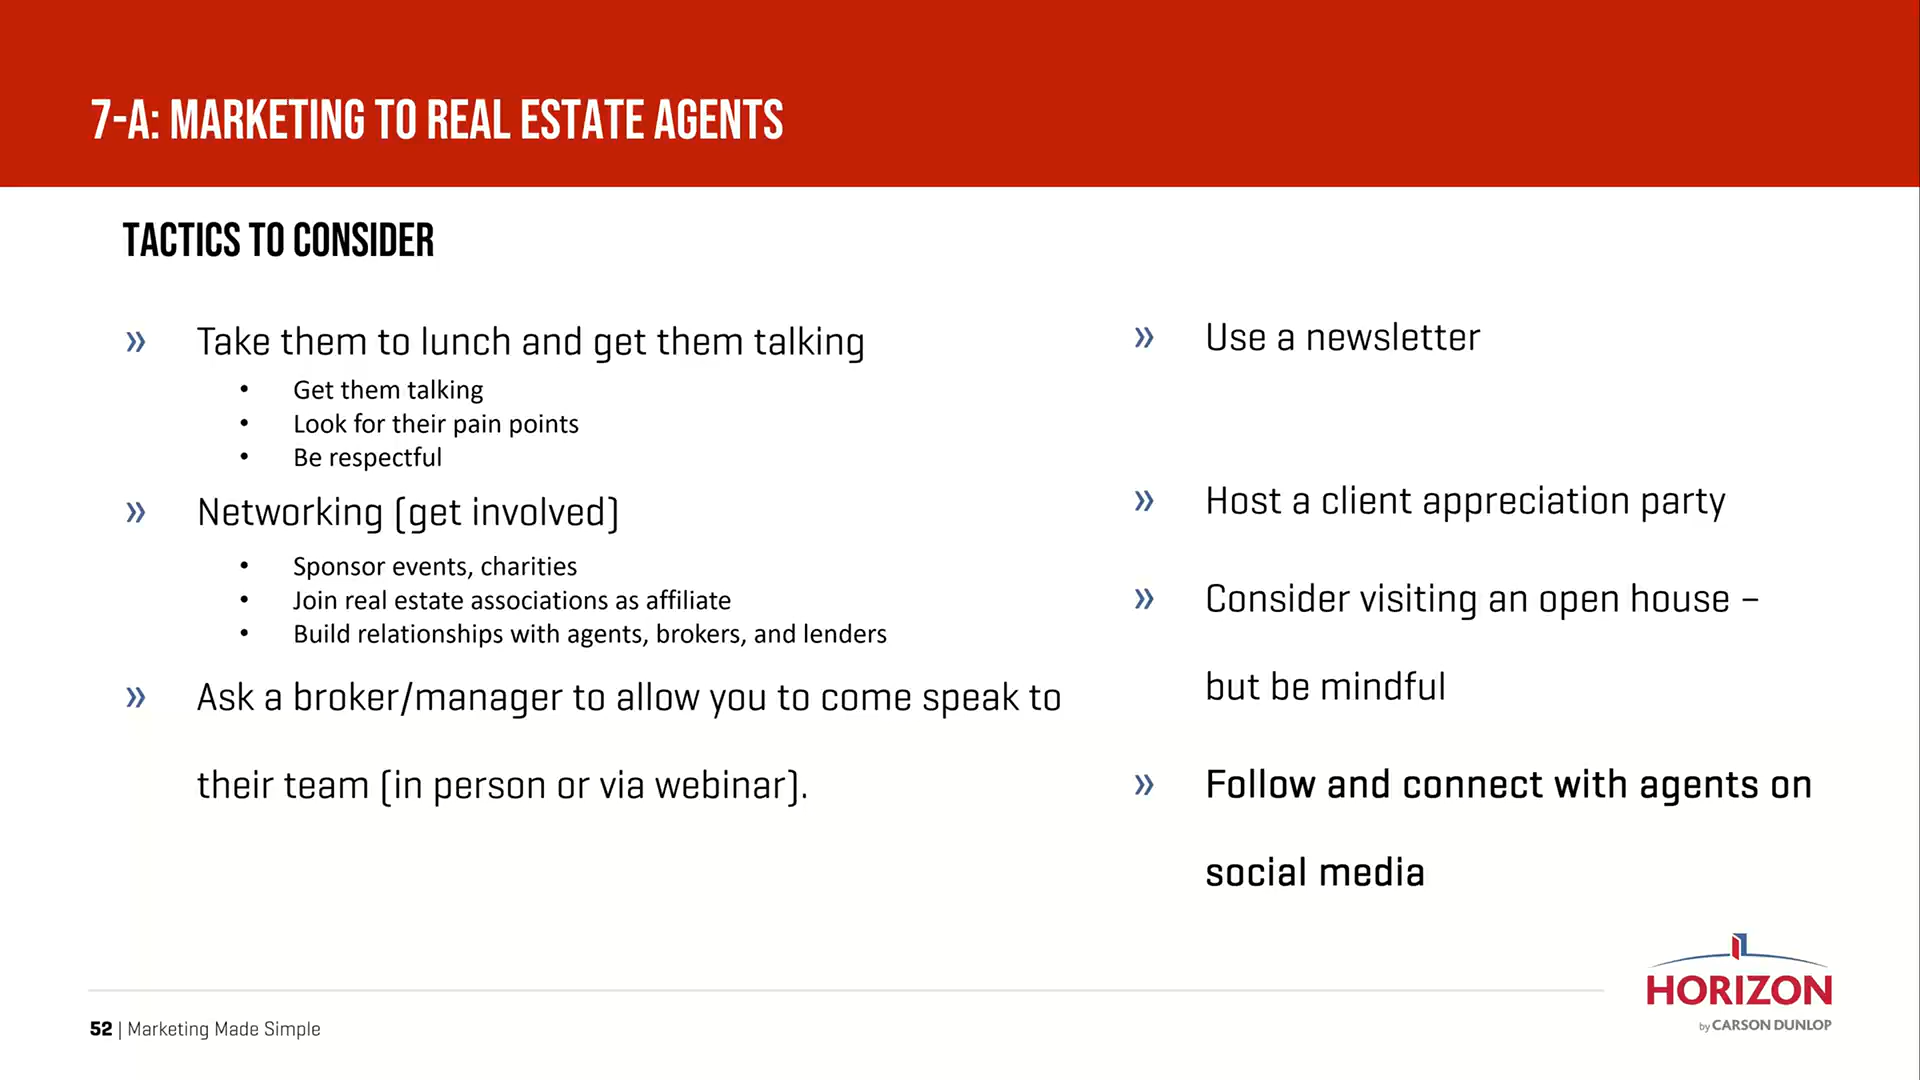 7-A: MARKETING TO REAL ESTATE AGENTS
TACTICS TO CONSIDER
» Take them to lunch and get them talking
• Get them talking
• Look for their pain points
• Be respectful
» Networking (get involved)
• Sponsor events, charities
• Join real estate associations as affiliate
• Build relationships with agents, brokers, and lenders
» Ask a broker/manager to allow you to come speak to
their team (in person or via webinar).
» Use a newsletter
» Host a client appreciation party
» Consider visiting an open house –
but be mindful
» Follow and connect with agents on
social media
HORIZON
by CARSON DUNLOP
52 | Marketing Made Simple